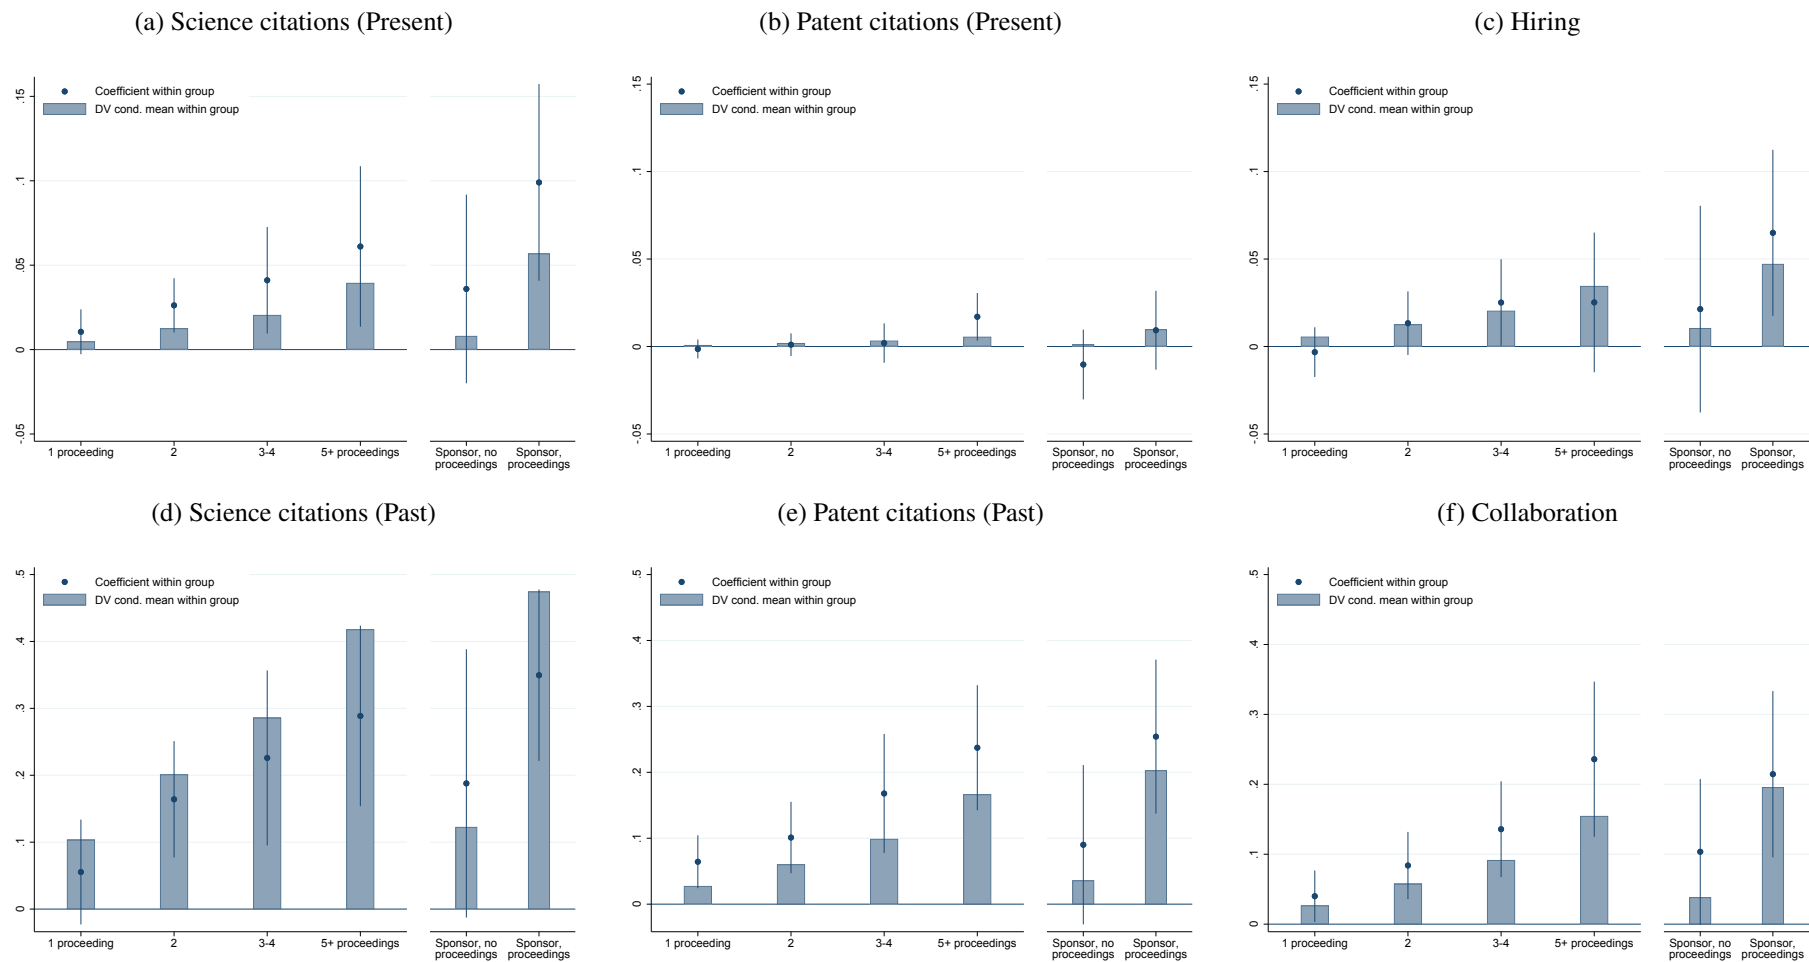 (a) Science citations (Present)
.15
.1
.05
0
-.05
Coefficient within group
DV cond. mean within group
1 proceeding
2
3-4
5+ proceedings
Sponsor, no
proceedings
Sponsor,
proceedings
(b) Patent citations (Present)
.15
.1
.05
0
-.05
Coefficient within group
DV cond. mean within group
1 proceeding
2
3-4
5+ proceedings
Sponsor, no
proceedings
Sponsor,
proceedings
(c) Hiring
.15
.1
.05
0
-.05
Coefficient within group
DV cond. mean within group
1 proceeding
2
3-4
5+ proceedings
Sponsor, no
proceedings
Sponsor,
proceedings
(d) Science citations (Past)
.5
.4
.3
.2
.1
0
Coefficient within group
DV cond. mean within group
1 proceeding
2
3-4
5+ proceedings
Sponsor, no
proceedings
Sponsor,
proceedings
(e) Patent citations (Past)
.5
.4
.3
.2
.1
0
Coefficient within group
DV cond. mean within group
1 proceeding
2
3-4
5+ proceedings
Sponsor, no
proceedings
Sponsor,
proceedings
(f) Collaboration
.5
.4
.3
.2
.1
0
Coefficient within group
DV cond. mean within group
1 proceeding
2
3-4
5+ proceedings
Sponsor, no
proceedings
Sponsor,
proceedings